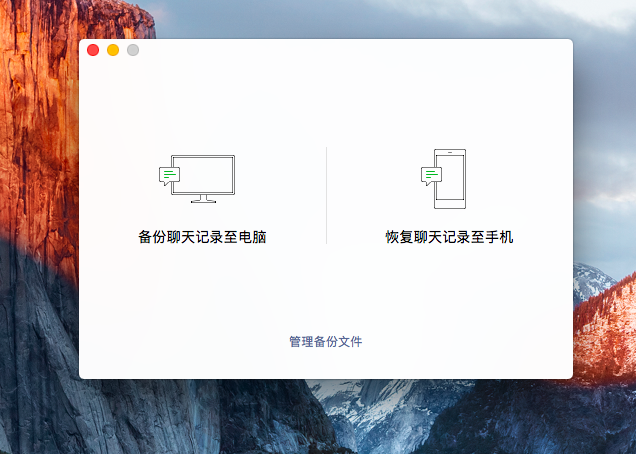 备份聊天记录至电脑
恢复聊天记录至手机
管理备份文件